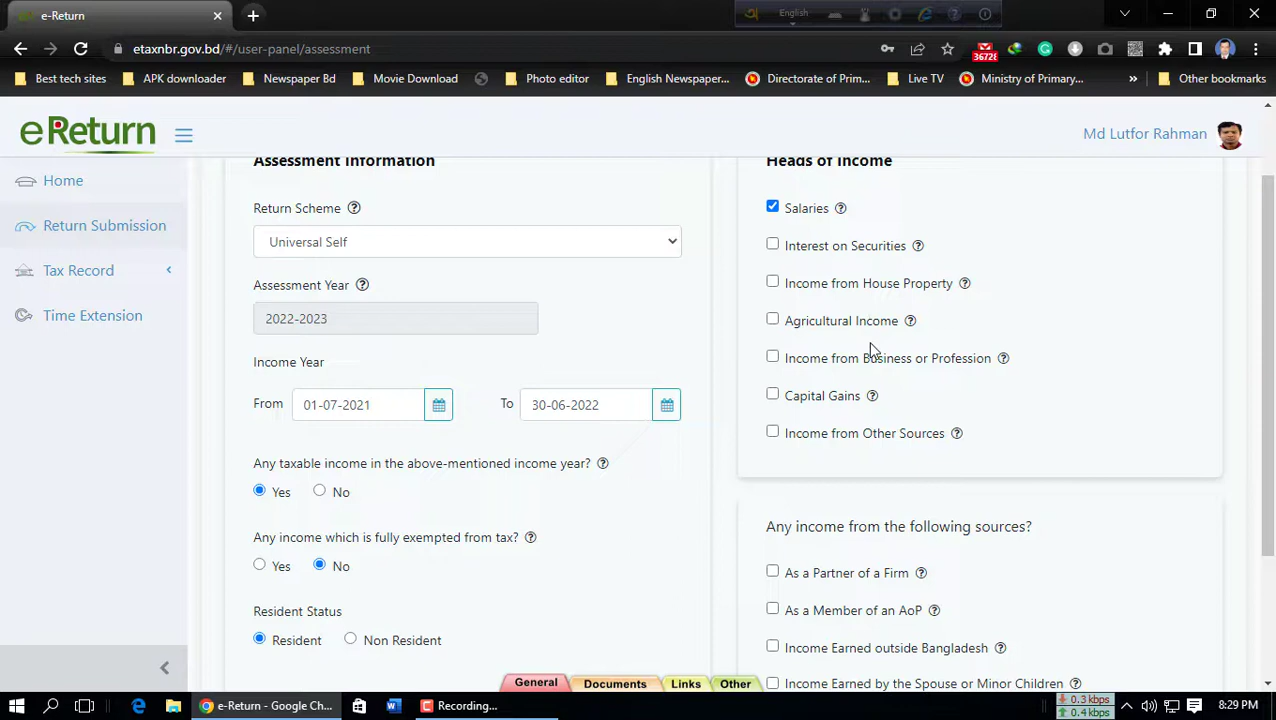 e-Return
অ English
etaxnbr.gov.bd/#/user-panel/assessment
36728
Best tech sites APK downloader Newspaper Bd Movie Download Photo editor English Newspaper... Directorate of Prim... Live TV Ministry of Primary... » Other bookmarks
eReturn
Md Lutfor Rahman
Home
Return Submission
Tax Record
Time Extension
Assessment Information
Return Scheme ?
Universal Self
Assessment Year ?
2022-2023
Income Year
From 01-07-2021 To 30-06-2022
Any taxable income in the above-mentioned income year? ?
Yes No
Any income which is fully exempted from tax? ?
Yes No
Resident Status
Resident Non Resident
Heads of Income
Salaries ?
Interest on Securities ?
Income from House Property ?
Agricultural Income ?
Income from Business or Profession ?
Capital Gains ?
Income from Other Sources ?
Any income from the following sources?
As a Partner of a Firm ?
As a Member of an AoP ?
Income Earned outside Bangladesh ?
Income Earned by the Spouse or Minor Children ?
General Documents Links Other
e-Return - Google Ch...
Recording...
0.3 kbps
0.4 kbps
8:29 PM